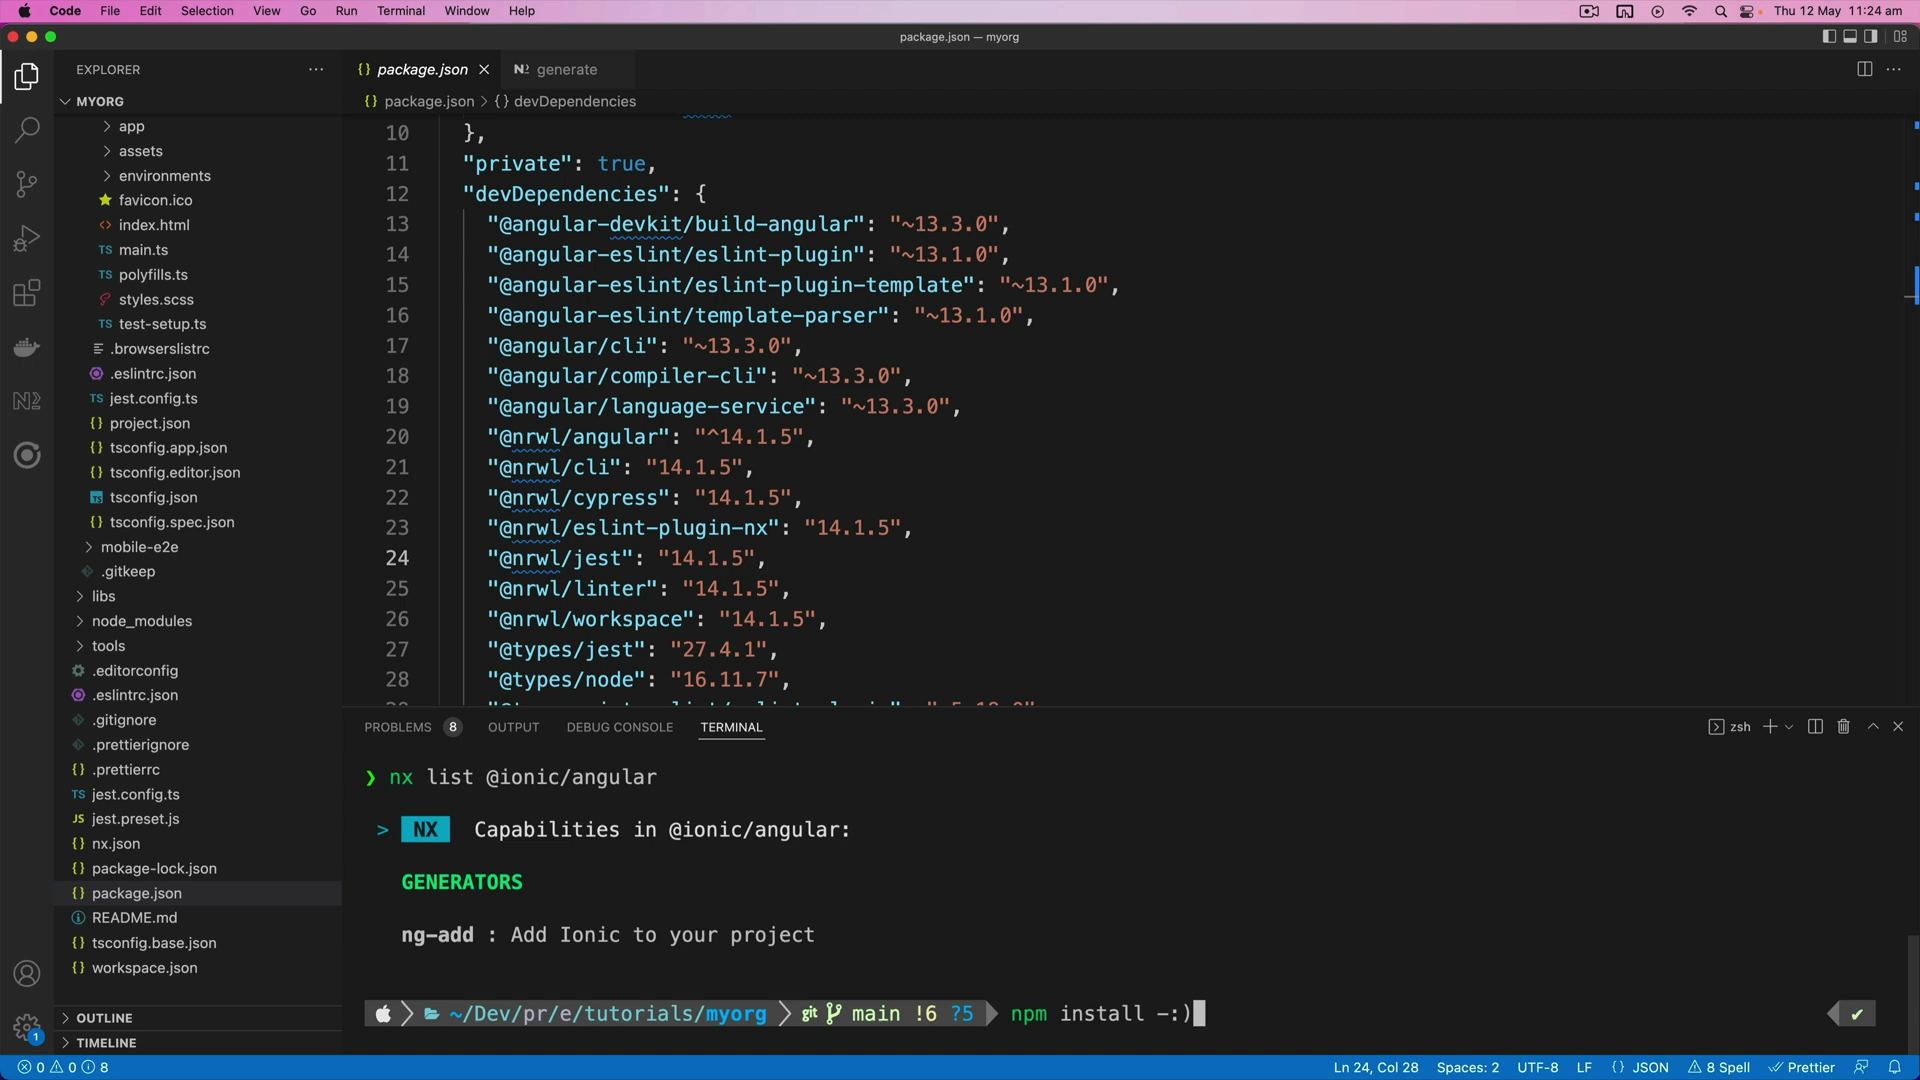 Code File Edit Selection View Go Run Terminal Window Help Thu 12 May 11:24 am
package.json — myorg
EXPLORER
MYORG
app
assets
environments
favicon.ico
index.html
main.ts
polyfills.ts
styles.scss
test-setup.ts
.browserslistrc
.eslintrc.json
jest.config.ts
project.json
tsconfig.app.json
tsconfig.editor.json
tsconfig.json
tsconfig.spec.json
mobile-e2e
.gitkeep
libs
node_modules
tools
.editorconfig
.eslintrc.json
.gitignore
.prettierignore
.prettierrc
jest.config.ts
jest.preset.js
nx.json
package-lock.json
package.json
README.md
tsconfig.base.json
workspace.json
OUTLINE
TIMELINE
package.json generate
package.json > {} devDependencies
10 },
11 "private": true,
12 "devDependencies": {
13 "@angular-devkit/build-angular": "~13.3.0",
14 "@angular-eslint/eslint-plugin": "~13.1.0",
15 "@angular-eslint/eslint-plugin-template": "~13.1.0",
16 "@angular-eslint/template-parser": "~13.1.0",
17 "@angular/cli": "~13.3.0",
18 "@angular/compiler-cli": "~13.3.0",
19 "@angular/language-service": "~13.3.0",
20 "@nrwl/angular": "^14.1.5",
21 "@nrwl/cli": "14.1.5",
22 "@nrwl/cypress": "14.1.5",
23 "@nrwl/eslint-plugin-nx": "14.1.5",
24 "@nrwl/jest": "14.1.5",
25 "@nrwl/linter": "14.1.5",
26 "@nrwl/workspace": "14.1.5",
27 "@types/jest": "27.4.1",
28 "@types/node": "16.11.7",
PROBLEMS 8 OUTPUT DEBUG CONSOLE TERMINAL zsh
❯ nx list @ionic/angular
> NX Capabilities in @ionic/angular:
GENERATORS
ng-add : Add Ionic to your project
~/Dev/pr/e/tutorials/myorg git main !6 ?5 npm install -:)
0 0 8 Ln 24, Col 28 Spaces: 2 UTF-8 LF {} JSON 8 Spell Prettier